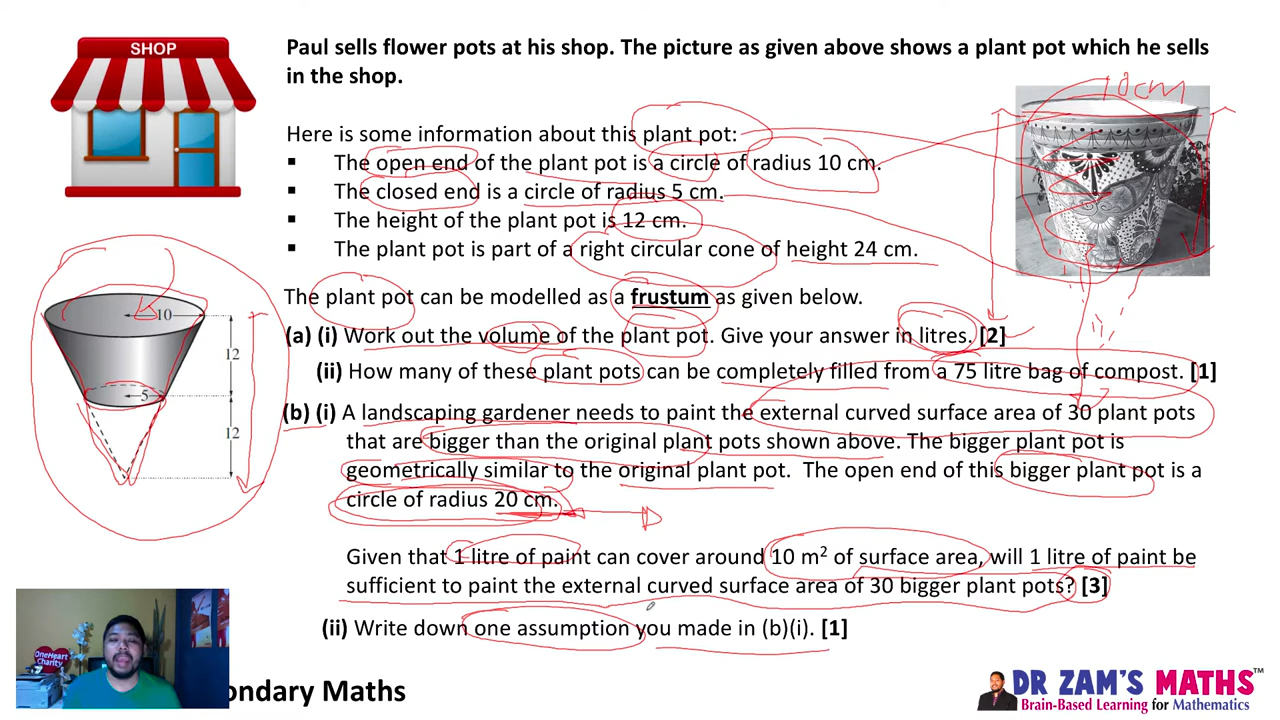 SHOP
Paul sells flower pots at his shop. The picture as given above shows a plant pot which he sells
in the shop.
10cm
Here is some information about this plant pot:
▪ The open end of the plant pot is a circle of radius 10 cm.
▪ The closed end is a circle of radius 5 cm.
▪ The height of the plant pot is 12 cm.
▪ The plant pot is part of a right circular cone of height 24 cm.
The plant pot can be modelled as a frustum as given below.
10
12
5
12
(a) (i) Work out the volume of the plant pot. Give your answer in litres. [2]
(ii) How many of these plant pots can be completely filled from a 75 litre bag of compost. [1]
(b) (i) A landscaping gardener needs to paint the external curved surface area of 30 plant pots
that are bigger than the original plant pots shown above. The bigger plant pot is
geometrically similar to the original plant pot. The open end of this bigger plant pot is a
circle of radius 20 cm.
Given that 1 litre of paint can cover around 10 m² of surface area, will 1 litre of paint be
sufficient to paint the external curved surface area of 30 bigger plant pots? [3]
(ii) Write down one assumption you made in (b)(i). [1]
OneHeart
Charity
ondary Maths
DR ZAM'S MATHS™
Brain-Based Learning for Mathematics